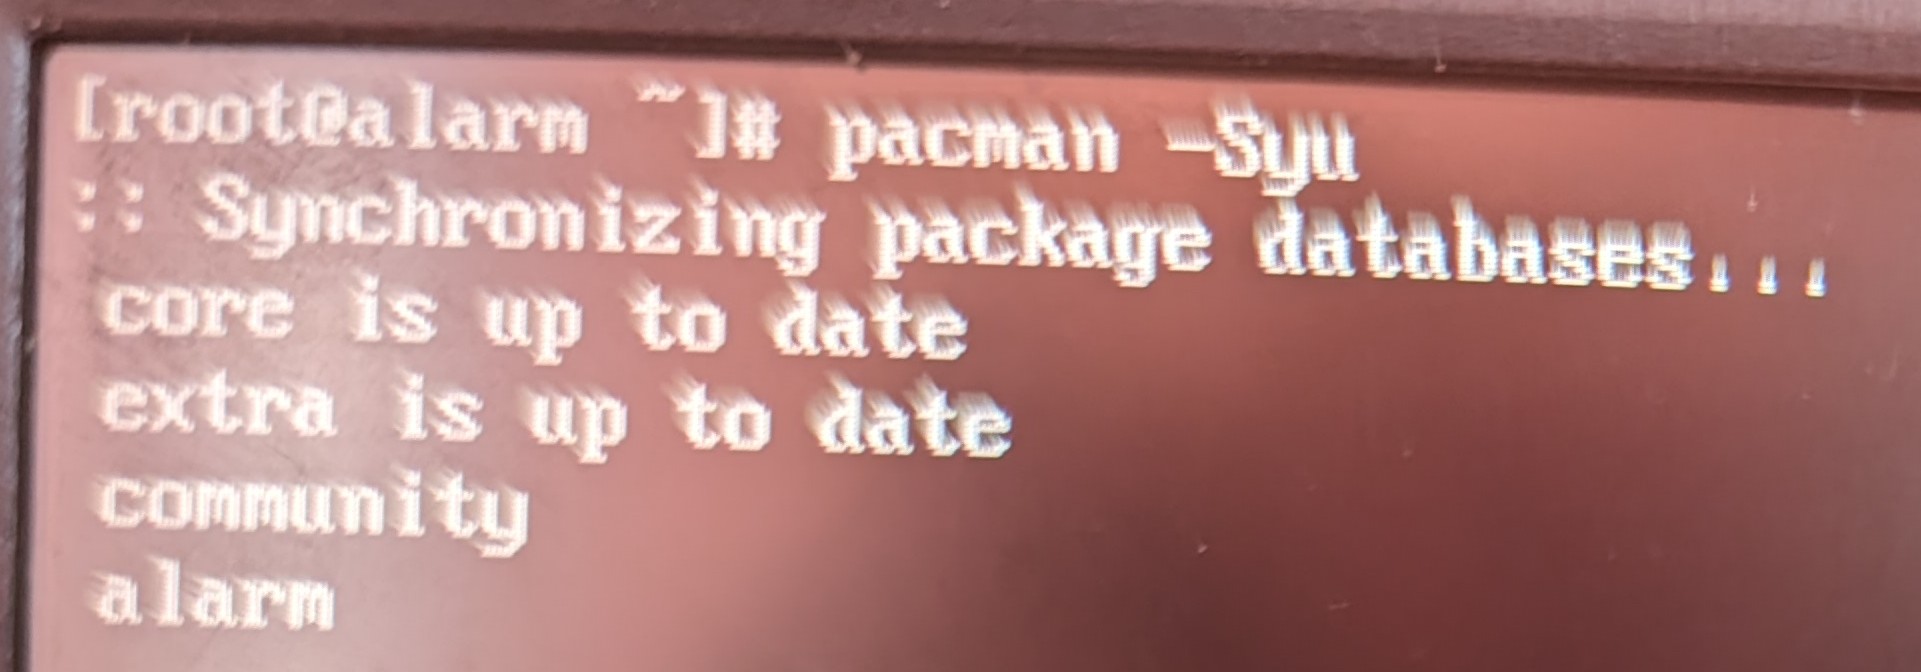 [root@alarm ~]# pacman -Syu
:: Synchronizing package databases...
core is up to date
extra is up to date
community
alarm